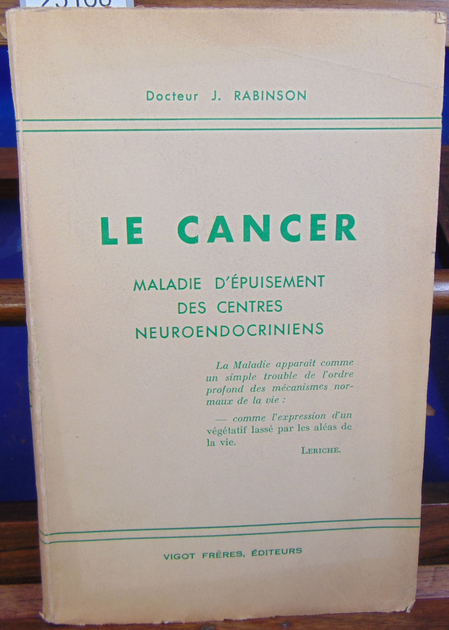 Docteur J. RABINSON
LE CANCER
MALADIE D'ÉPUISEMENT
DES CENTRES
NEUROENDOCRINIENS
La Maladie apparaît comme
un simple trouble de l'ordre
profond des mécanismes nor-
maux de la vie :
— comme l'expression d'un
végétatif lassé par les aléas de
la vie.
LERICHE.
VIGOT FRÈRES, ÉDITEURS